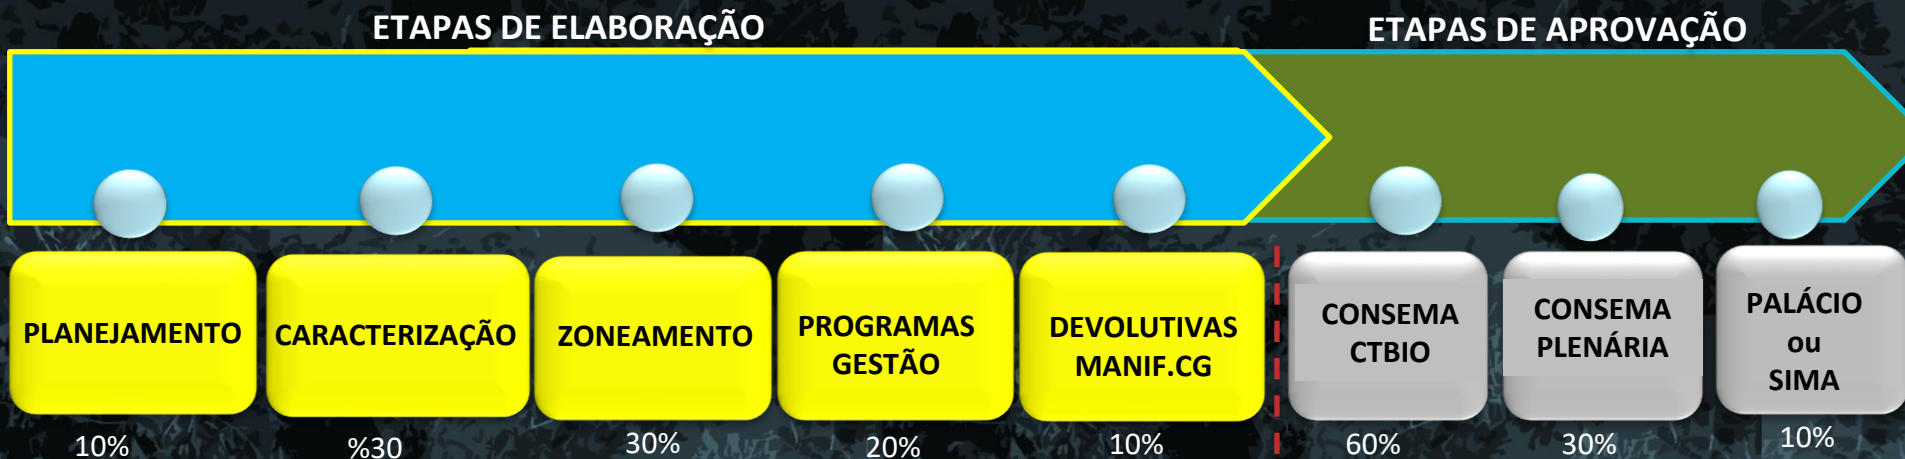 ETAPAS DE ELABORAÇÃO
ETAPAS DE APROVAÇÃO
PLANEJAMENTO
CARACTERIZAÇÃO
ZONEAMENTO
PROGRAMAS
GESTÃO
DEVOLUTIVAS
MANIF.CG
CONSEMA
CTBIO
CONSEMA
PLENÁRIA
PALÁCIO
ou
SIMA
10%
%30
30%
20%
10%
60%
30%
10%